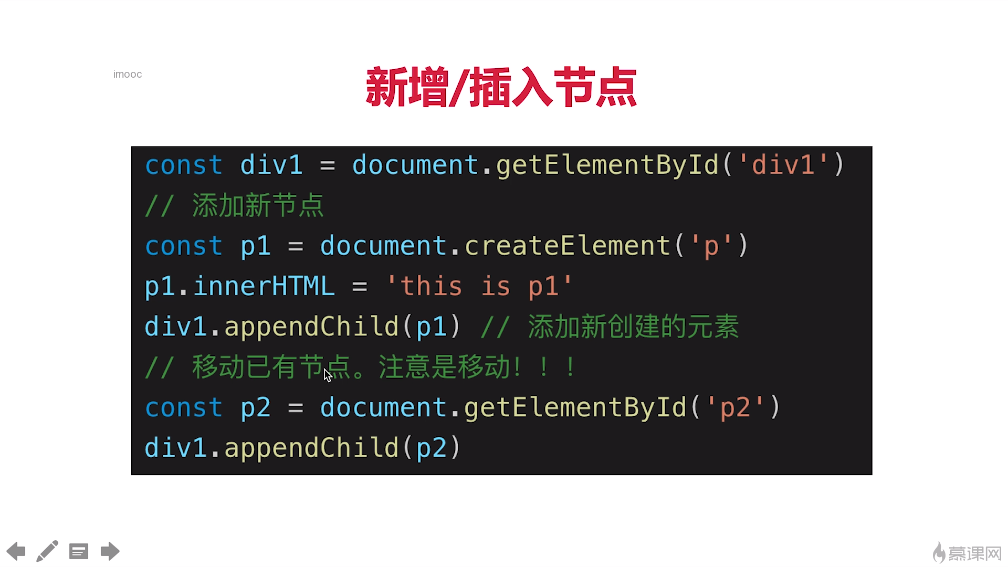 imooc
新增/插入节点
const div1 = document.getElementById('div1')
// 添加新节点
const p1 = document.createElement('p')
p1.innerHTML = 'this is p1'
div1.appendChild(p1) // 添加新创建的元素
// 移动已有节点。注意是移动！！！
const p2 = document.getElementById('p2')
div1.appendChild(p2)
慕课网